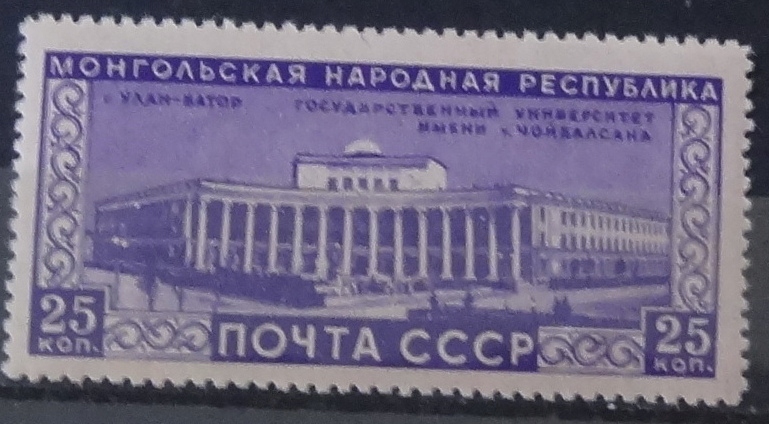 МОНГОЛЬСКАЯ НАРОДНАЯ РЕСПУБЛИКА
г. УЛАН-БАТОР ГОСУДАРСТВЕННЫЙ УНИВЕРСИТЕТ
ИМЕНИ г. ЧОЙБАЛСАНА
25 КОП. ПОЧТА СССР 25 КОП.